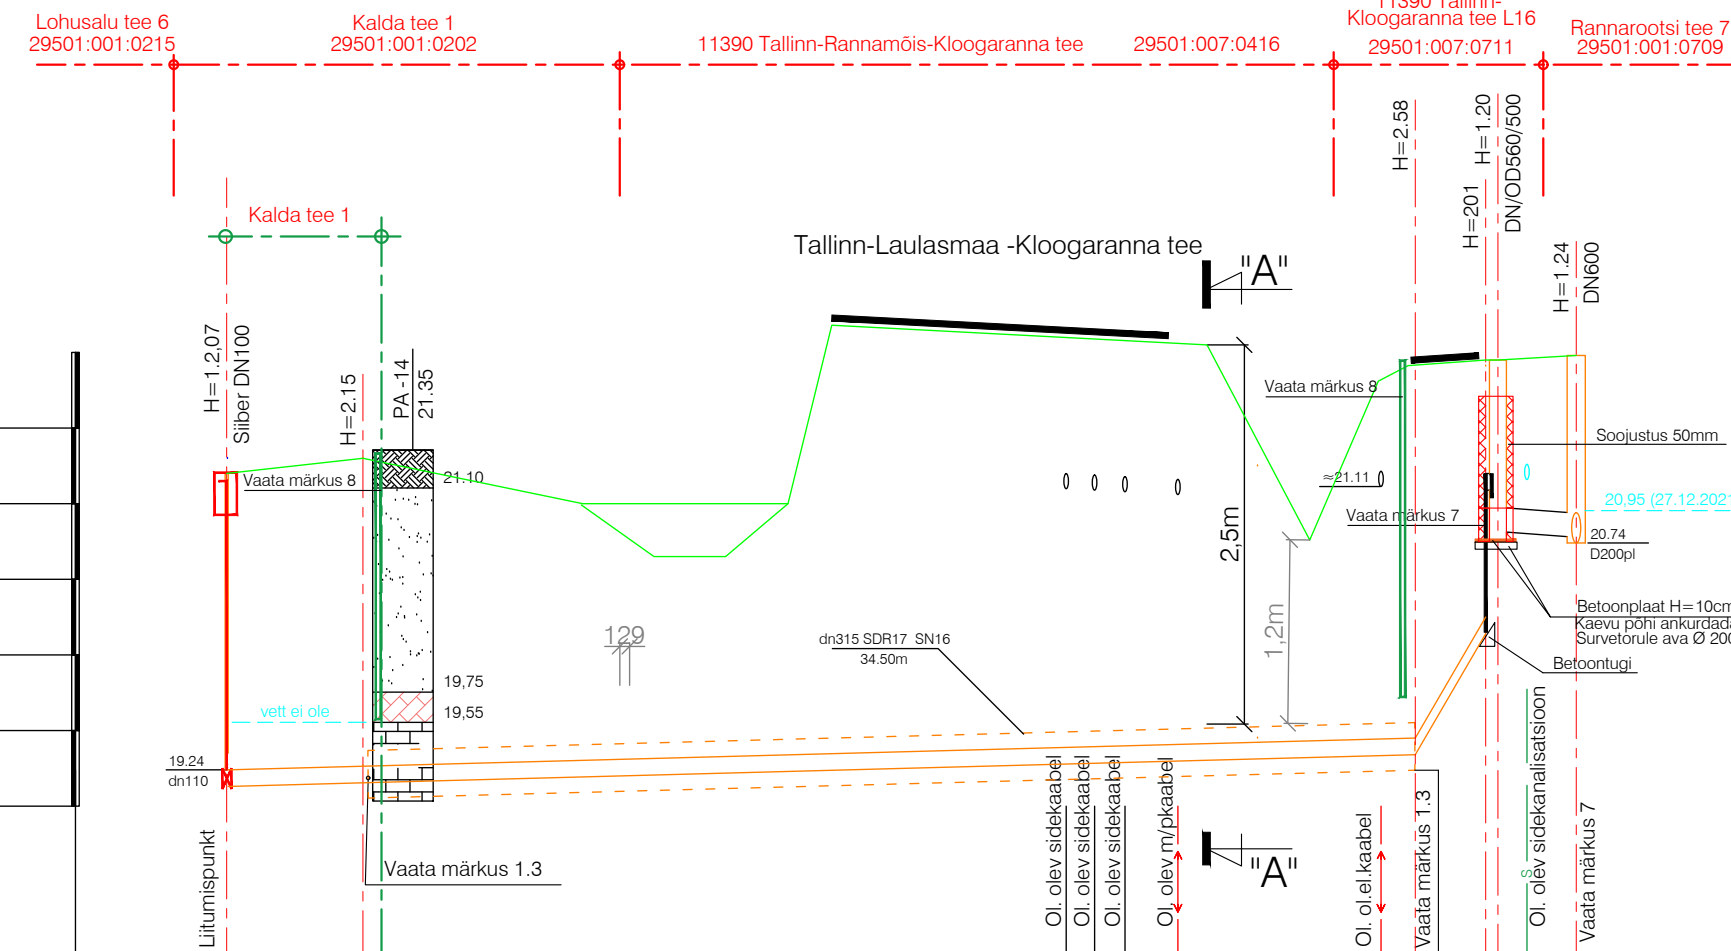 Lohusalu tee 6
29501:001:0215
Kalda tee 1
29501:001:0202
11390 Tallinn-Rannamõis-Kloogaranna tee
29501:007:0416
11390 Tallinn-
Kloogaranna tee L16
29501:007:0711
Rannarootsi tee 7
29501:001:0709
Kalda tee 1
Tallinn-Laulasmaa -Kloogaranna tee
"A"
H=1.2,07
Siiber DN100
H=2.15
PA -14
21.35
H=2.58
H=201
H=1.20
DN/OD560/500
H=1.24
DN600
Vaata märkus 8
21.10
Vaata märkus 8
≈21.11
Vaata märkus 7
Soojustus 50mm
20,95 (27.12.202
20.74
D200pl
2,5m
1,2m
129
dn315 SDR17 SN16
34.50m
Betoonplaat H=10cm
Kaevu põhi ankurdada
Survetorule ava Ø 200
Betoontugi
19,75
19,55
vett ei ole
19.24
dn110
Liitumispunkt
Vaata märkus 1.3
Ol. olev sidekaabel
Ol. olev sidekaabel
Ol. olev sidekaabel
Ol. olev m/pkaabel
"A"
Ol. ol.el.kaabel
Vaata märkus 1.3
S
Ol. olev sidekanalisatsioon
Vaata märkus 7